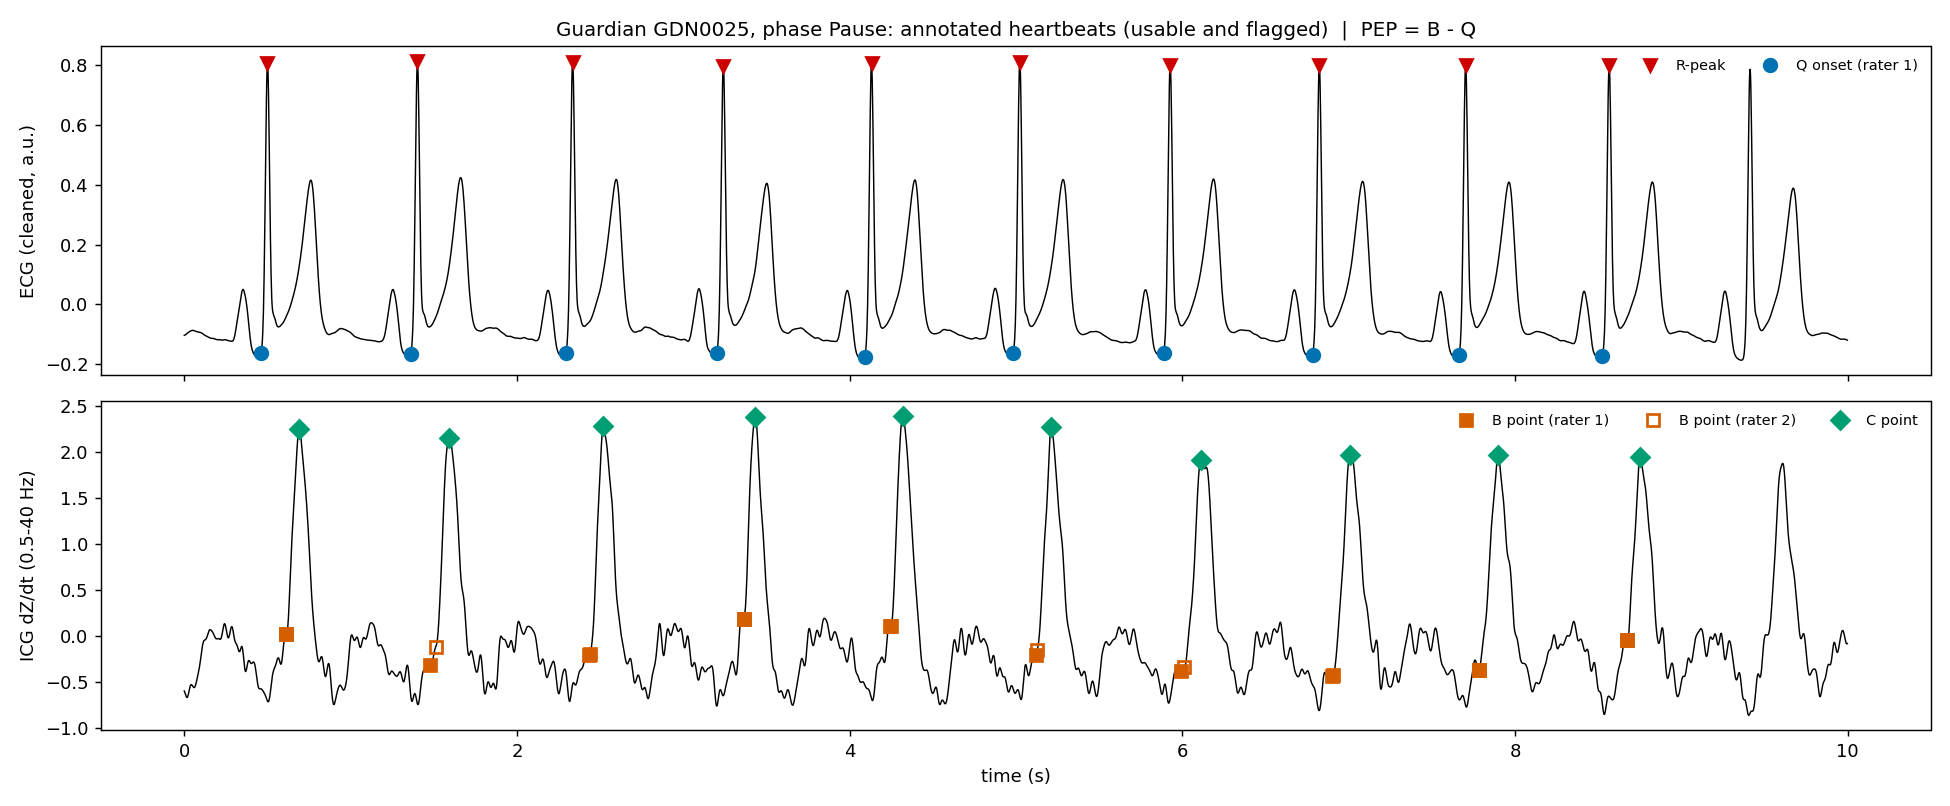 Guardian GDN0025, phase Pause: annotated heartbeats (usable and flagged)  |  PEP = B - Q
ECG (cleaned, a.u.)
0.8
0.6
0.4
0.2
0.0
−0.2
R-peak
Q onset (rater 1)
ICG dZ/dt (0.5-40 Hz)
2.5
2.0
1.5
1.0
0.5
0.0
−0.5
−1.0
B point (rater 1)
B point (rater 2)
C point
0
2
4
6
8
10
time (s)